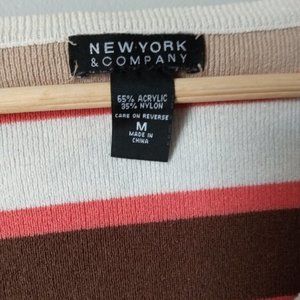 NEW YORK
& COMPANY
65% ACRYLIC
35% NYLON
CARE ON REVERSE
M
MADE IN
CHINA